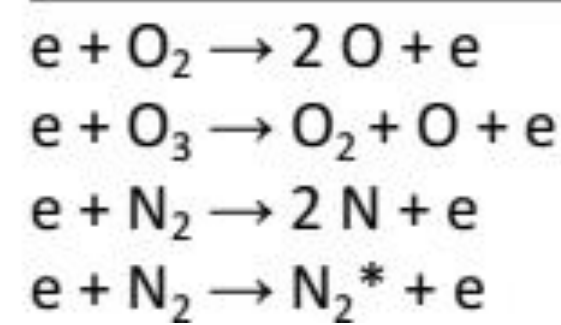 e + O₂ → 2 O + e
e + O₃ → O₂ + O + e
e + N₂ → 2 N + e
e + N₂ → N₂* + e